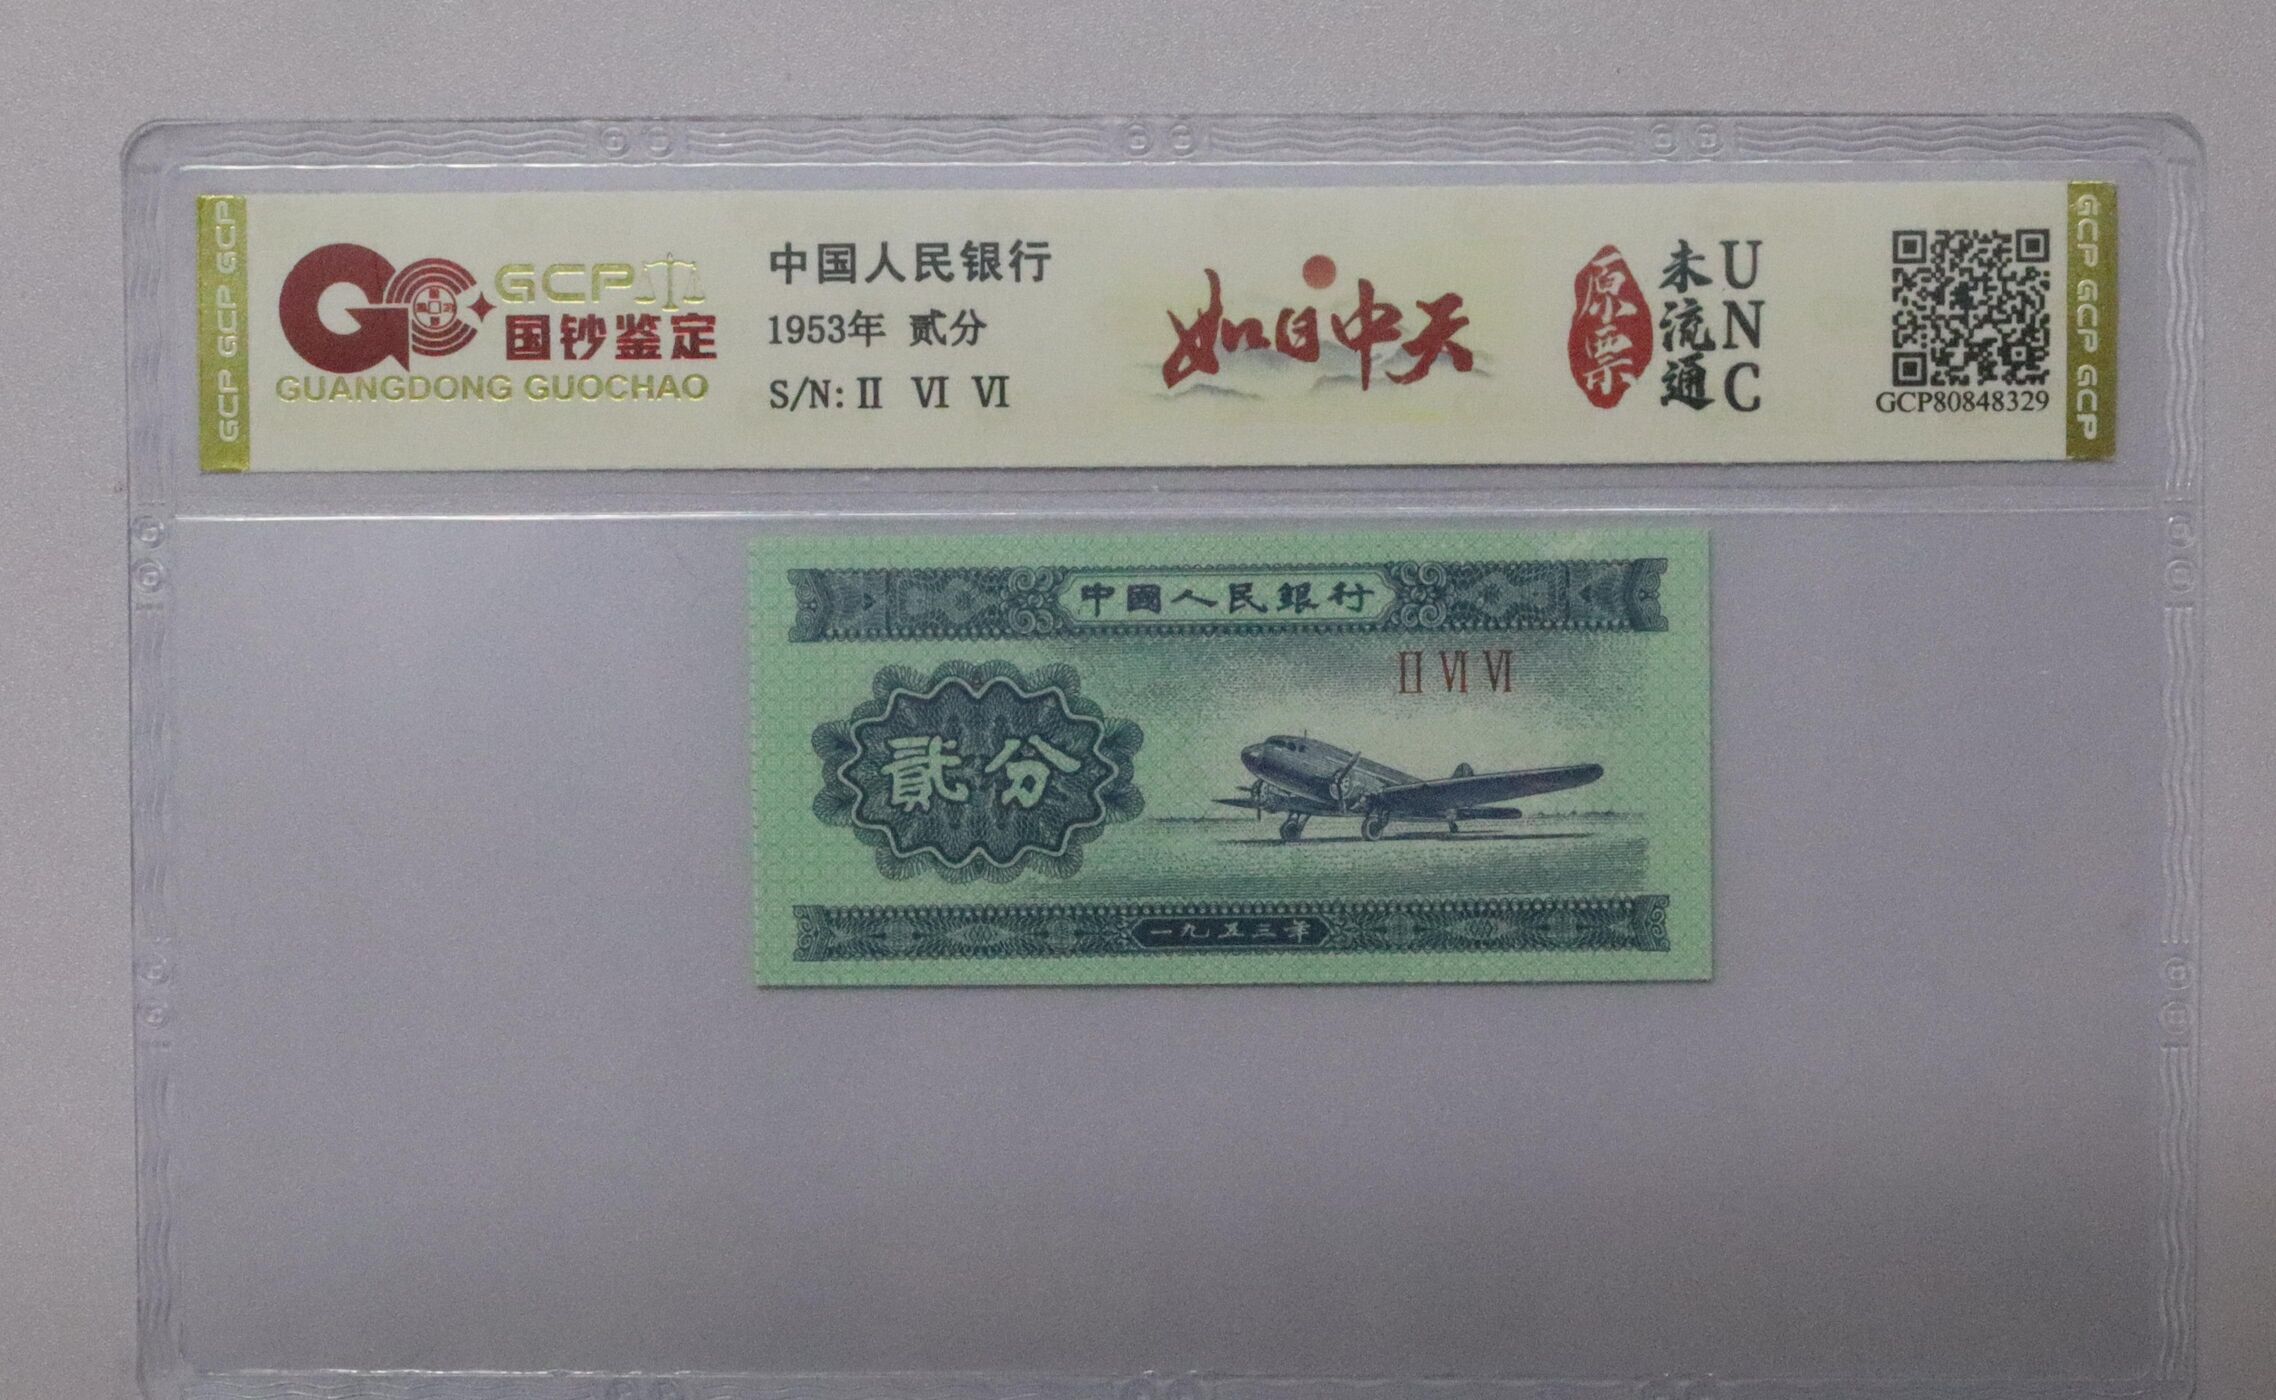 GCP GCP GCP
GCP
国钞鉴定
GUANGDONG GUOCHAO
中国人民银行
1953年 贰分
S/N: II VI VI
如日中天
原票
未流通
UNC
GCP80848329
GCP GCP GCP
中國人民銀行
II VI VI
貳分
一九五三年